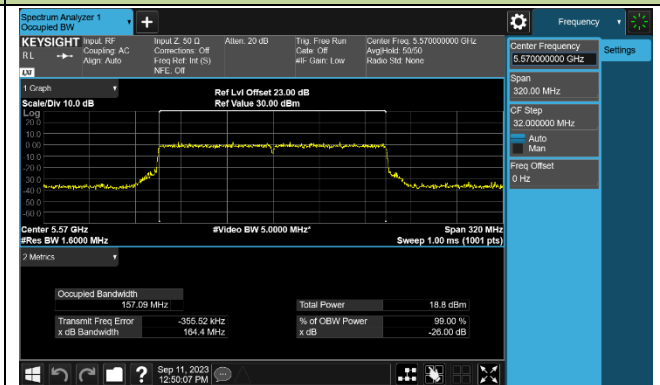 Spectrum Analyzer 1
Occupied BW
+
Frequency
KEYSIGHT Input: RF
RL
Coupling: AC
Align: Auto
Input Z: 50 Ω
Corrections: Off
Freq Ref: Int (S)
NFE: Off
Atten: 20 dB
Trig: Free Run
Gate: Off
#IF Gain: Low
Center Freq: 5.570000000 GHz
Avg|Hold: 50/50
Radio Std: None
LXI
Center Frequency
5.570000000 GHz
Settings
Span
320.00 MHz
CF Step
32.000000 MHz
Auto
Man
Freq Offset
0 Hz
1 Graph
Scale/Div 10.0 dB
Ref Lvl Offset 23.00 dB
Ref Value 30.00 dBm
Log
20.0
10.0
0.00
-10.0
-20.0
-30.0
-40.0
-50.0
-60.0
Center 5.57 GHz
#Video BW 5.0000 MHz*
Span 320 MHz
#Res BW 1.6000 MHz
Sweep 1.00 ms (1001 pts)
2 Metrics
Occupied Bandwidth
157.09 MHz
Total Power
18.8 dBm
Transmit Freq Error
-355.52 kHz
% of OBW Power
99.00 %
x dB Bandwidth
164.4 MHz
x dB
-26.00 dB
?
Sep 11, 2023
12:50:07 PM